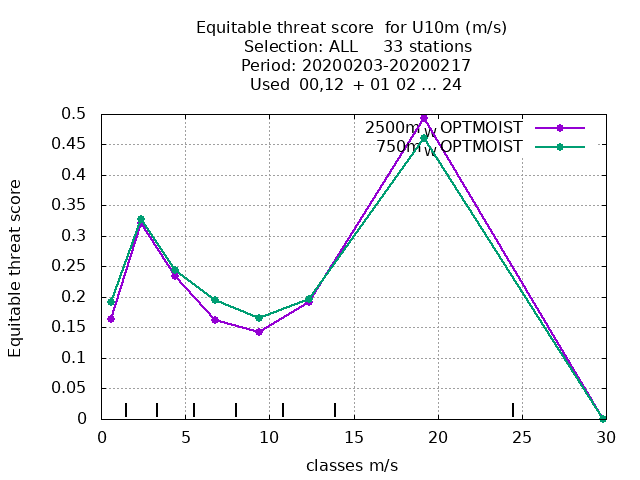 Equitable threat score for U10m (m/s)
Selection: ALL 33 stations
Period: 20200203-20200217
Used 00,12 + 01 02 ... 24
2500m_WOPTMOIST
750m_WOPTMOIST
0.5
0.45
0.4
0.35
0.3
0.25
0.2
0.15
0.1
0.05
0
Equitable threat score
0 5 10 15 20 25 30
classes m/s